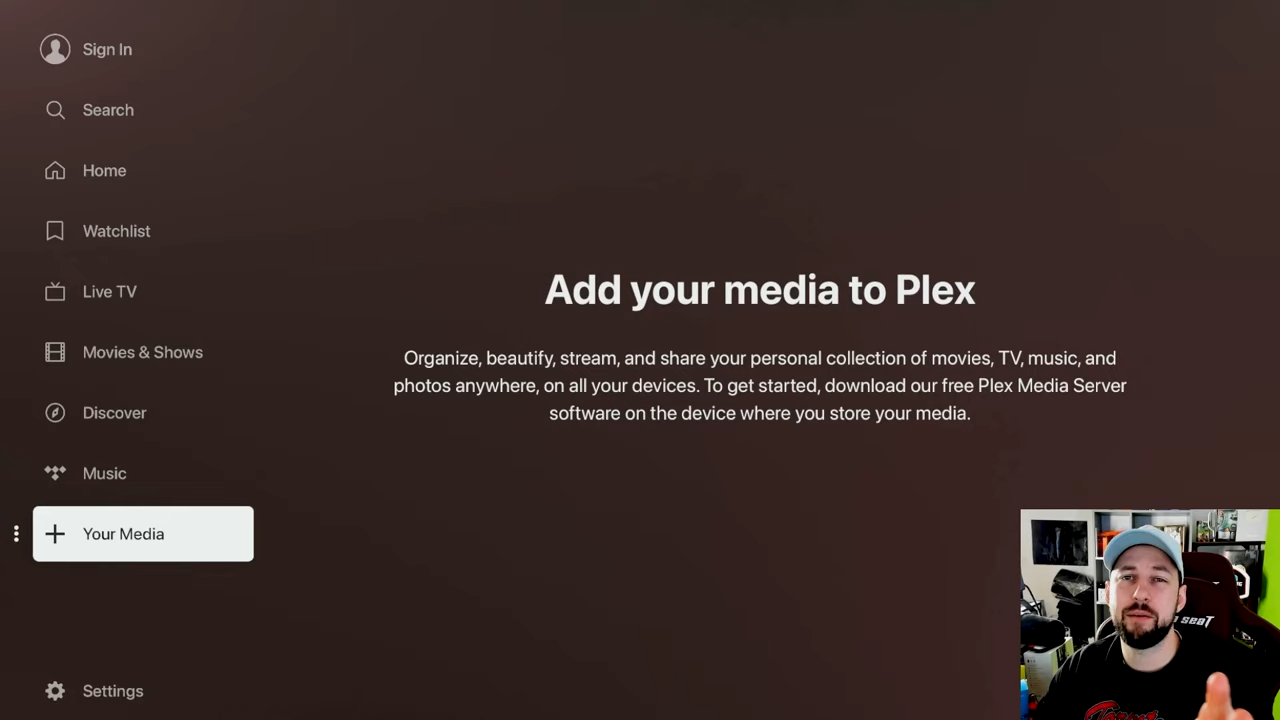 Sign In
Search
Home
Watchlist
Live TV
Movies & Shows
Discover
Music
Your Media
Settings
Add your media to Plex
Organize, beautify, stream, and share your personal collection of movies, TV, music, and
photos anywhere, on all your devices. To get started, download our free Plex Media Server
software on the device where you store your media.
seat